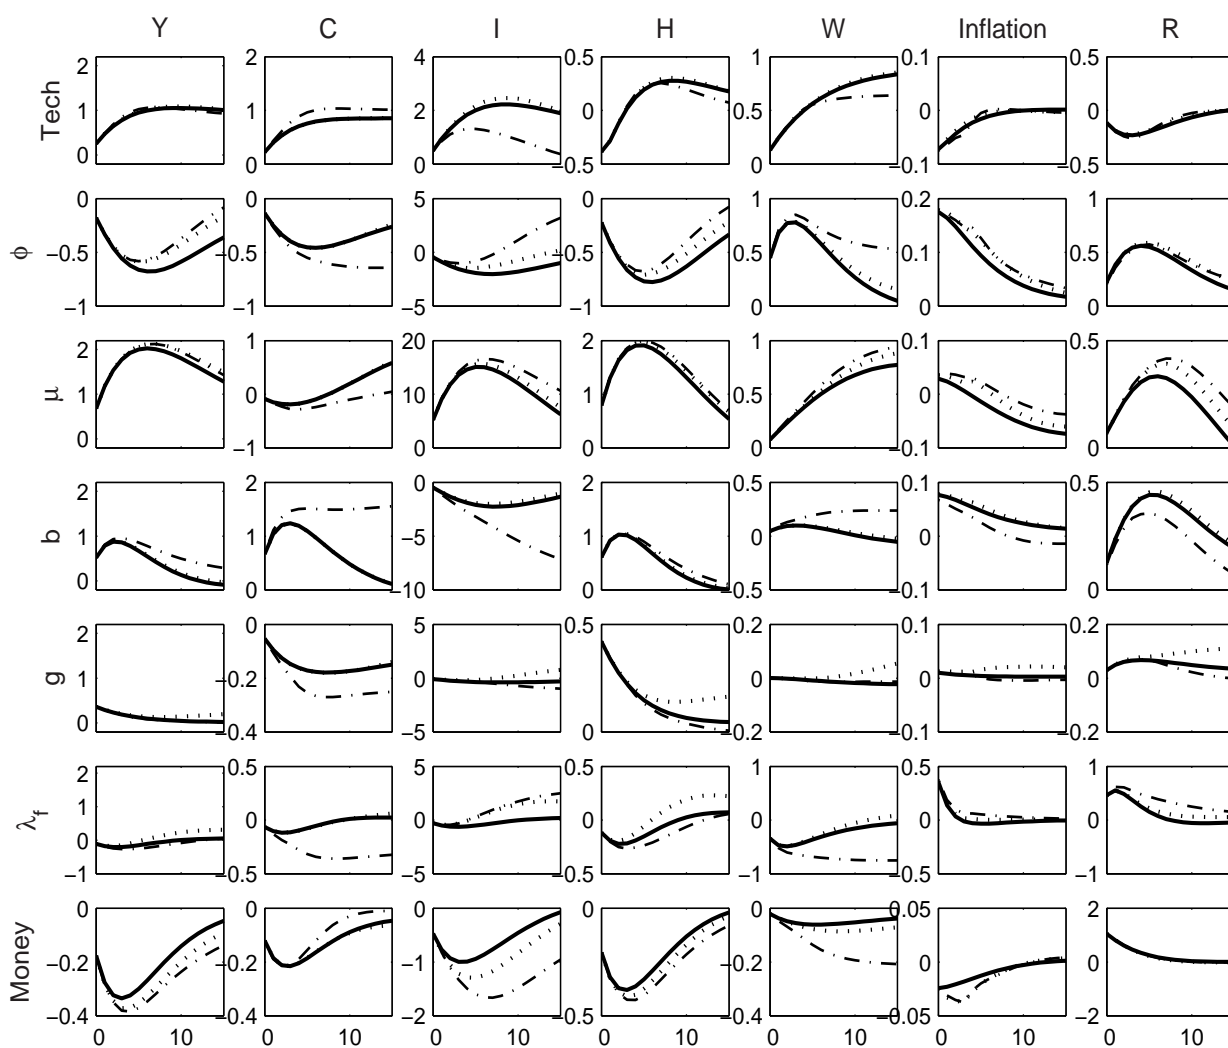 Y C I H W Inflation R
Tech
2 2 4 0.5 1 0.1 0.5
1 1 2 0 0.5 0 0
0 0 0 −0.5 0 −0.1 −0.5
ϕ
0 0 5 0 1 0.2 1
−0.5 −0.5 0 −0.5 0.5 0.1 0.5
−1 −1 −5 −1 0 0 0
μ
2 1 20 2 1 0.1 0.5
1 0 10 1 0.5 0
0 −1 0 0 0 −0.1 0
b
2 2 0 2 0.5 0.1 0.5
1 1 −5 1 0 0
0 0 −10 0 −0.5 −0.1 0
g
2 0 5 0.5 0.2 0.1 0.2
1 −0.2 0 0 0 0
0 −0.4 −5 0 −0.2 −0.1 −0.2
λf
2 0.5 5 0.5 1 0.5 1
1
0 0 0 0 0 0 0
−1 −0.5 −5 −0.5 −1 −0.5 −1
Money
0 0 0 0 0 0.05 2
−0.2 −0.2 −1 −0.2 0 0
−0.4 −0.4 −2 −0.5 −0.4 −0.05 −2
0 10 0 10 0 10 0 10 0 10 0 10 0 10